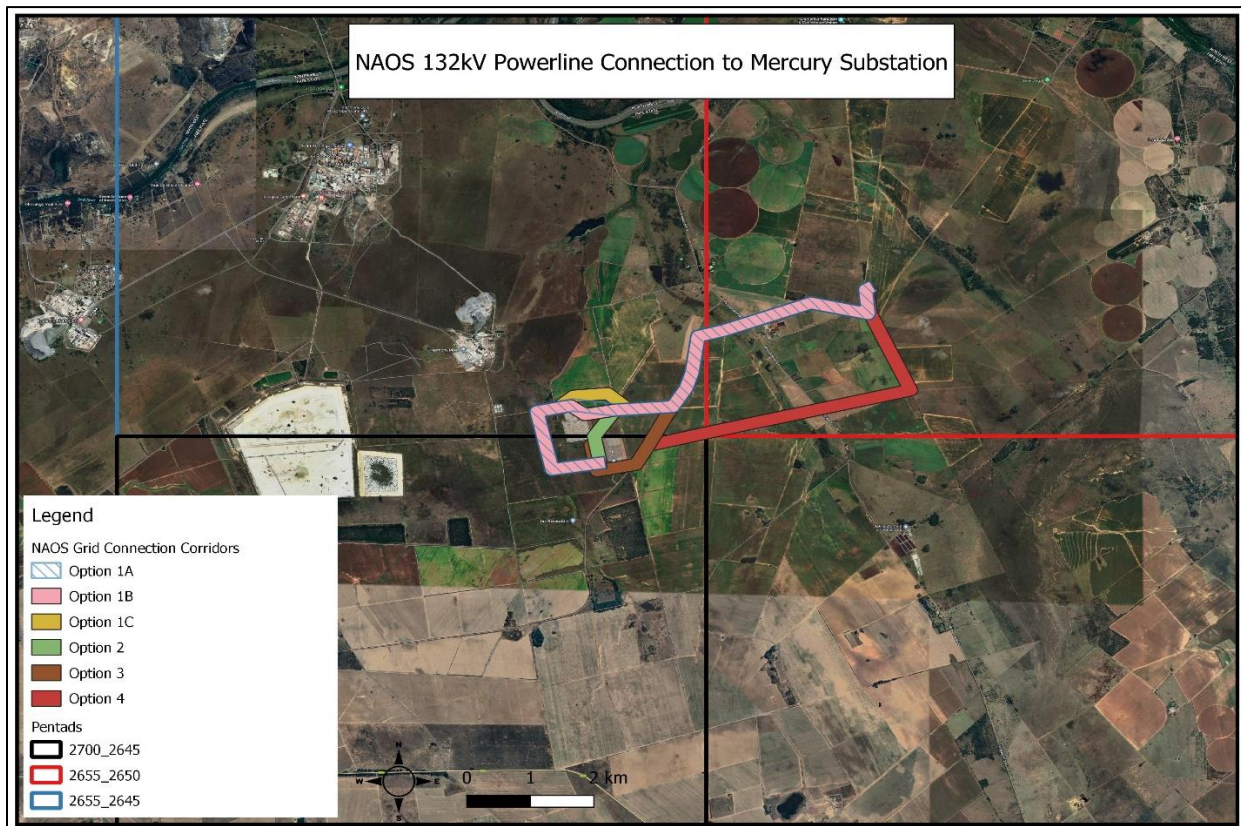 NAOS 132kV Powerline Connection to Mercury Substation
Legend
NAOS Grid Connection Corridors
Option 1A
Option 1B
Option 1C
Option 2
Option 3
Option 4
Pentads
2700_2645
2655_2650
2655_2645
N
W E
S
0 1 2 km